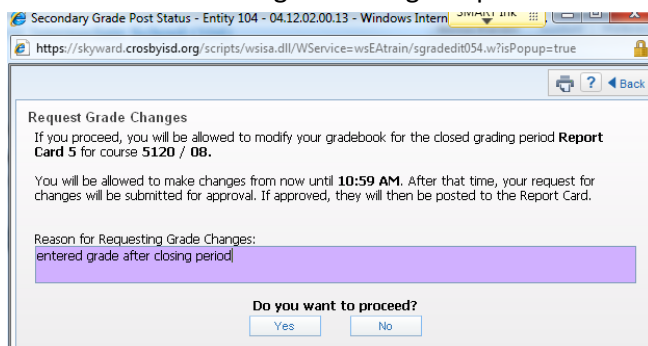 Secondary Grade Post Status - Entity 104 - 04.12.02.00.13 - Windows Intern
https://skyward.crosbyisd.org/scripts/wsisa.dll/WService=wsEAtrain/sgradedit054.w?isPopup=true
? Back
Request Grade Changes
If you proceed, you will be allowed to modify your gradebook for the closed grading period Report
Card 5 for course 5120 / 08.
You will be allowed to make changes from now until 10:59 AM. After that time, your request for
changes will be submitted for approval. If approved, they will then be posted to the Report Card.
Reason for Requesting Grade Changes:
entered grade after closing period
Do you want to proceed?
Yes No